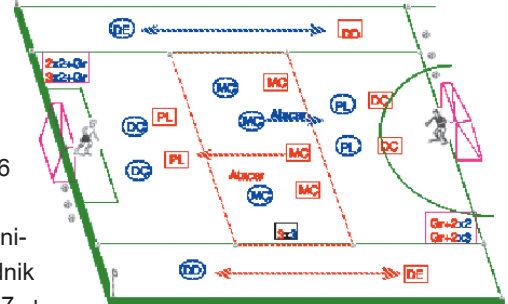 DE DD
2x2+Gr
3x2+Gr
MC MC
PL DC
DC PL MC Atacar PL
PL MC DC
DC Atacar
MC MC
3x3
Gr+2x2
Gr+2x3
DD DE
6
ni-
dnik